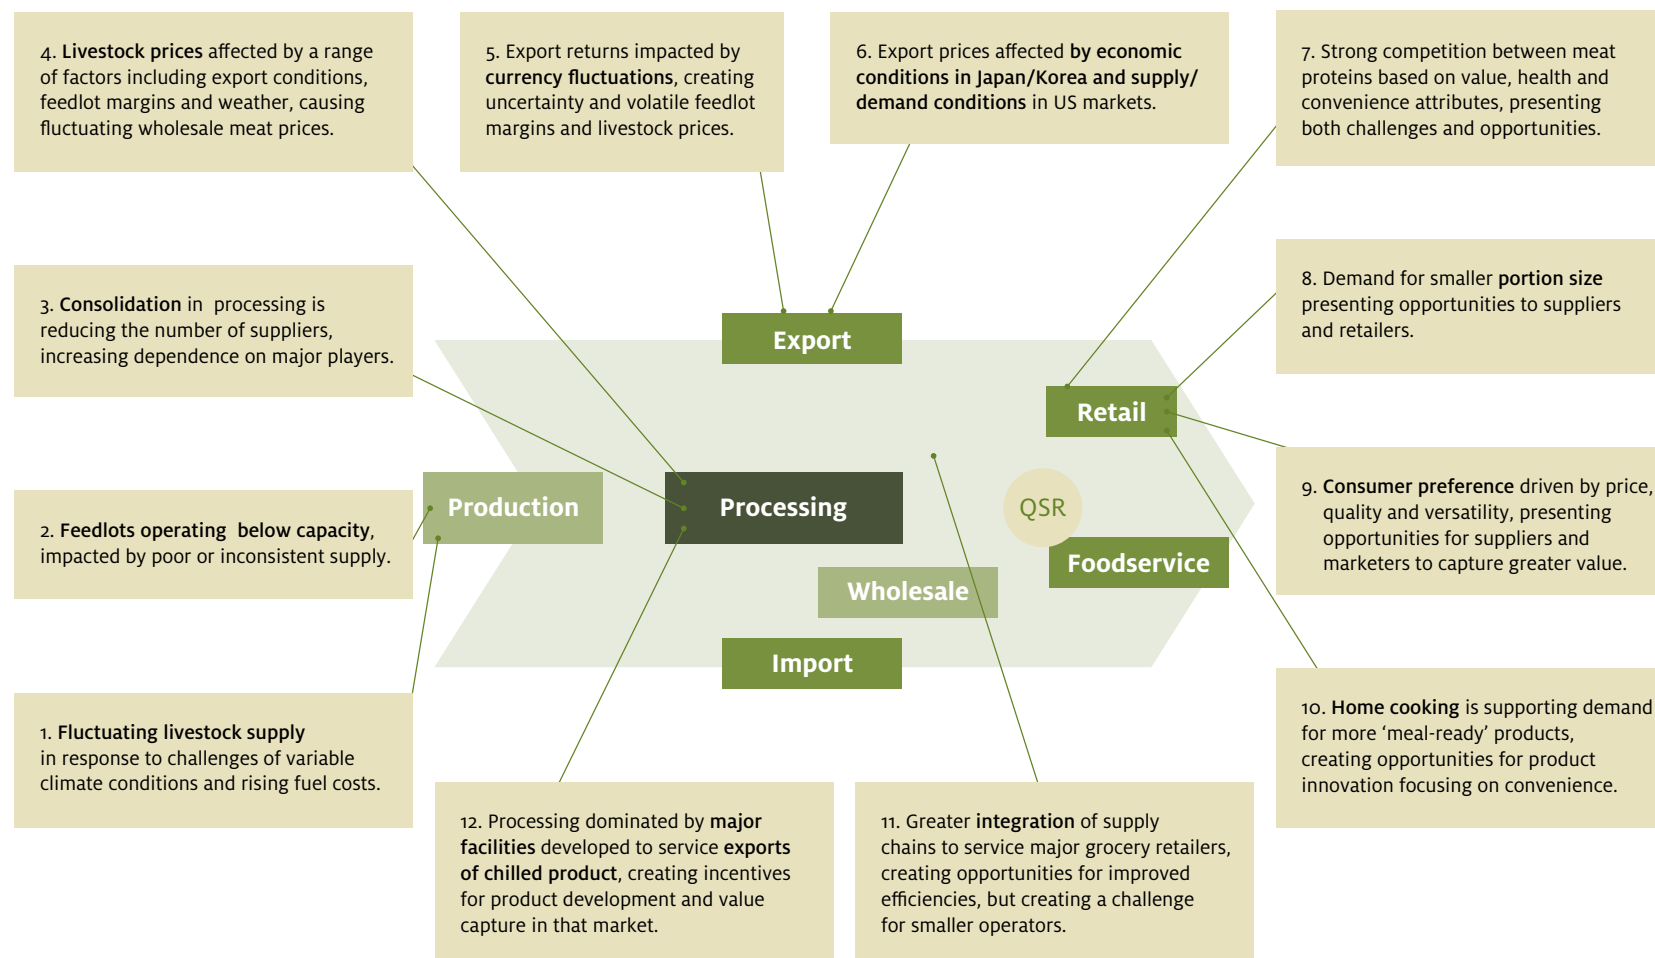 4. Livestock prices affected by a range
of factors including export conditions,
feedlot margins and weather, causing
fluctuating wholesale meat prices.
5. Export returns impacted by
currency fluctuations, creating
uncertainty and volatile feedlot
margins and livestock prices.
6. Export prices affected by economic
conditions in Japan/Korea and supply/
demand conditions in US markets.
7. Strong competition between meat
proteins based on value, health and
convenience attributes, presenting
both challenges and opportunities.
3. Consolidation in processing is
reducing the number of suppliers,
increasing dependence on major players.
8. Demand for smaller portion size
presenting opportunities to suppliers
and retailers.
Export
Retail
Production
Processing
QSR
Foodservice
Wholesale
Import
2. Feedlots operating below capacity,
impacted by poor or inconsistent supply.
9. Consumer preference driven by price,
quality and versatility, presenting
opportunities for suppliers and
marketers to capture greater value.
1. Fluctuating livestock supply
in response to challenges of variable
climate conditions and rising fuel costs.
10. Home cooking is supporting demand
for more ‘meal-ready’ products,
creating opportunities for product
innovation focusing on convenience.
12. Processing dominated by major
facilities developed to service exports
of chilled product, creating incentives
for product development and value
capture in that market.
11. Greater integration of supply
chains to service major grocery retailers,
creating opportunities for improved
efficiencies, but creating a challenge
for smaller operators.